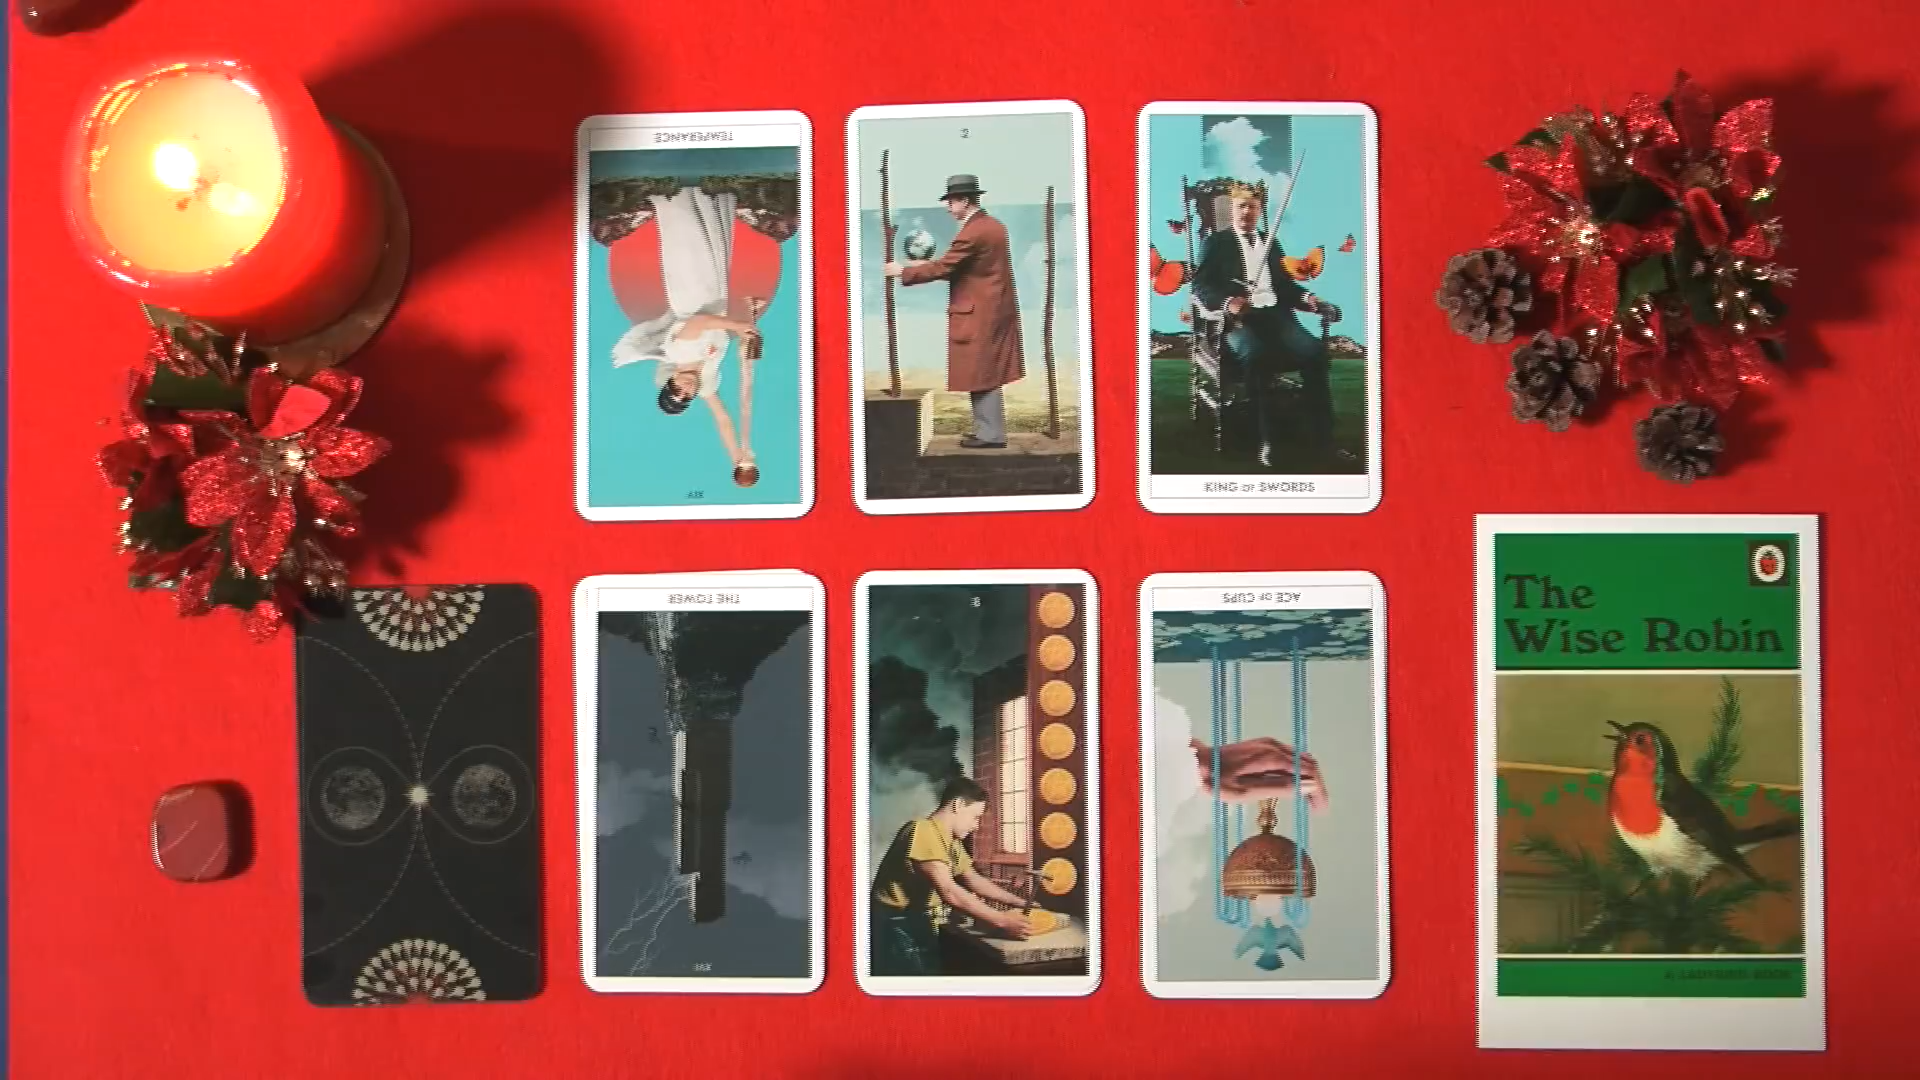 TEMPERANCE
XIV
2
KING OF SWORDS
THE TOWER
XVI
8
ACE OF CUPS
The
Wise Robin
A LADYBIRD BOOK